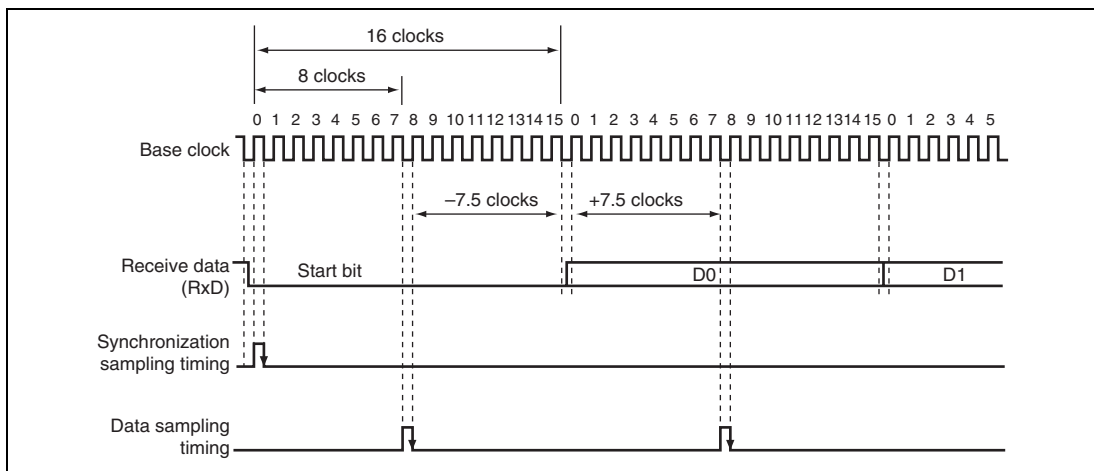 16 clocks
8 clocks
0 1 2 3 4 5 6 7 8 9 10 11 12 13 14 15 0 1 2 3 4 5 6 7 8 9 10 11 12 13 14 15 0 1 2 3 4 5
Base clock
–7.5 clocks +7.5 clocks
Receive data
(RxD)
Start bit D0 D1
Synchronization
sampling timing
Data sampling
timing